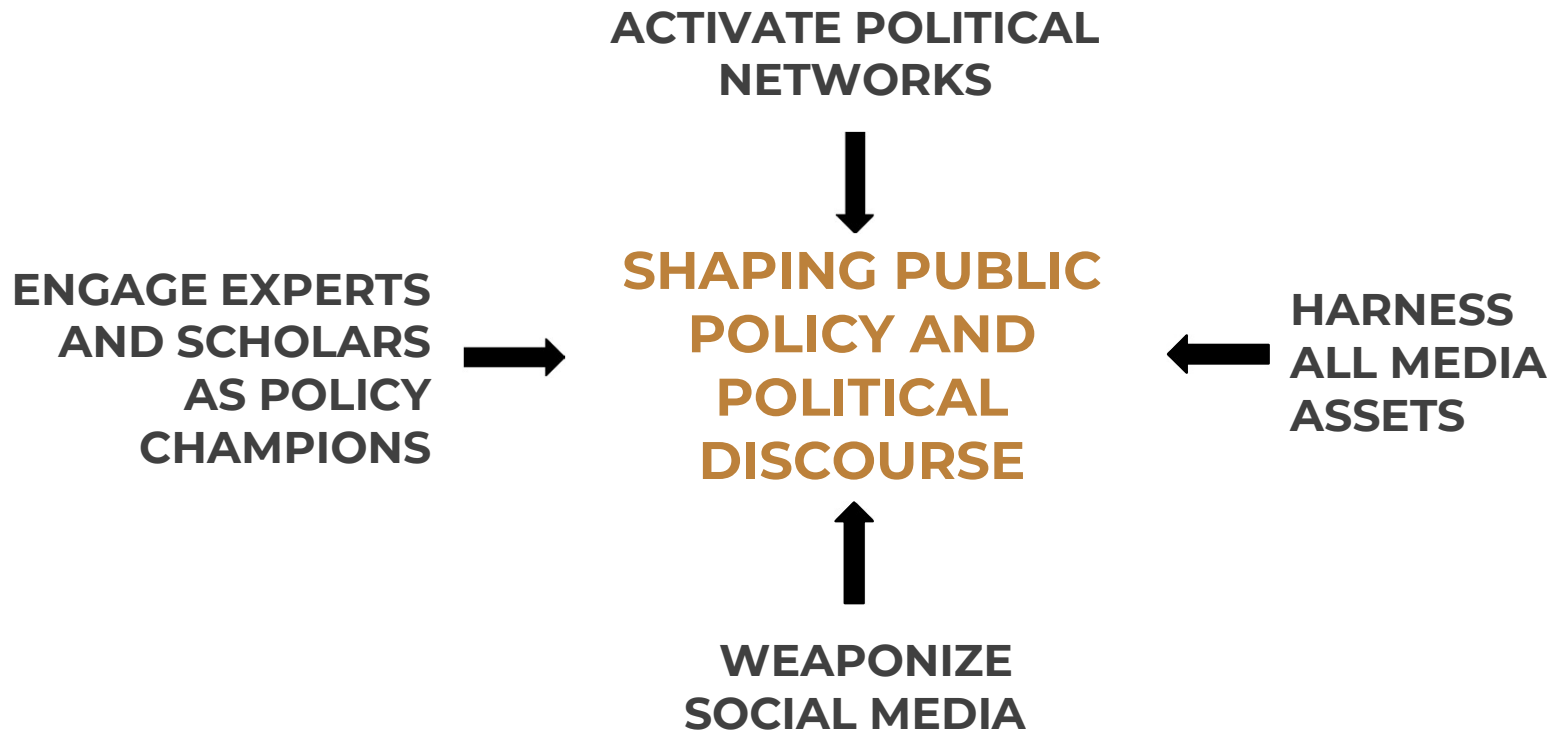 ACTIVATE POLITICAL
NETWORKS
ENGAGE EXPERTS
AND SCHOLARS
AS POLICY
CHAMPIONS
SHAPING PUBLIC
POLICY AND
POLITICAL
DISCOURSE
HARNESS
ALL MEDIA
ASSETS
WEAPONIZE
SOCIAL MEDIA